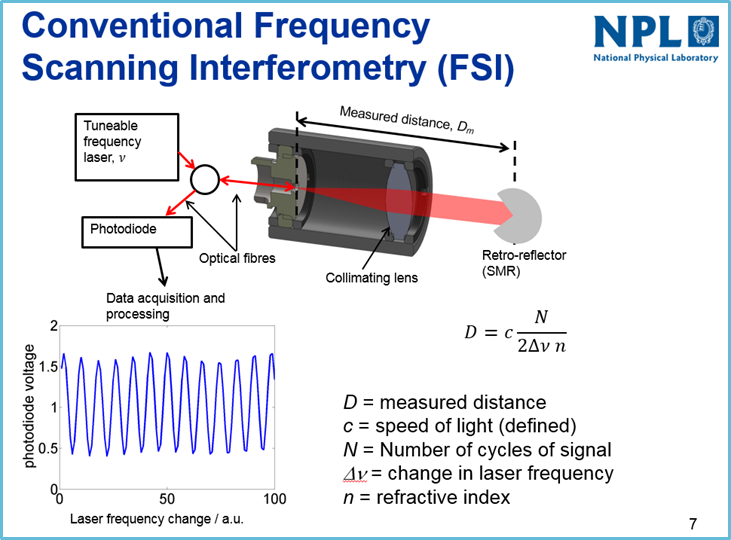 Conventional Frequency
Scanning Interferometry (FSI)
NPL
National Physical Laboratory
Measured distance, Dm
Tuneable
frequency
laser, ν
Photodiode
Optical fibres
Collimating lens
Retro-reflector
(SMR)
Data acquisition and
processing
2
1.5
1
0.5
0
0 50 100
photodiode voltage
Laser frequency change / a.u.
D = c N / 2Δν n
D = measured distance
c = speed of light (defined)
N = Number of cycles of signal
Δν = change in laser frequency
n = refractive index
7